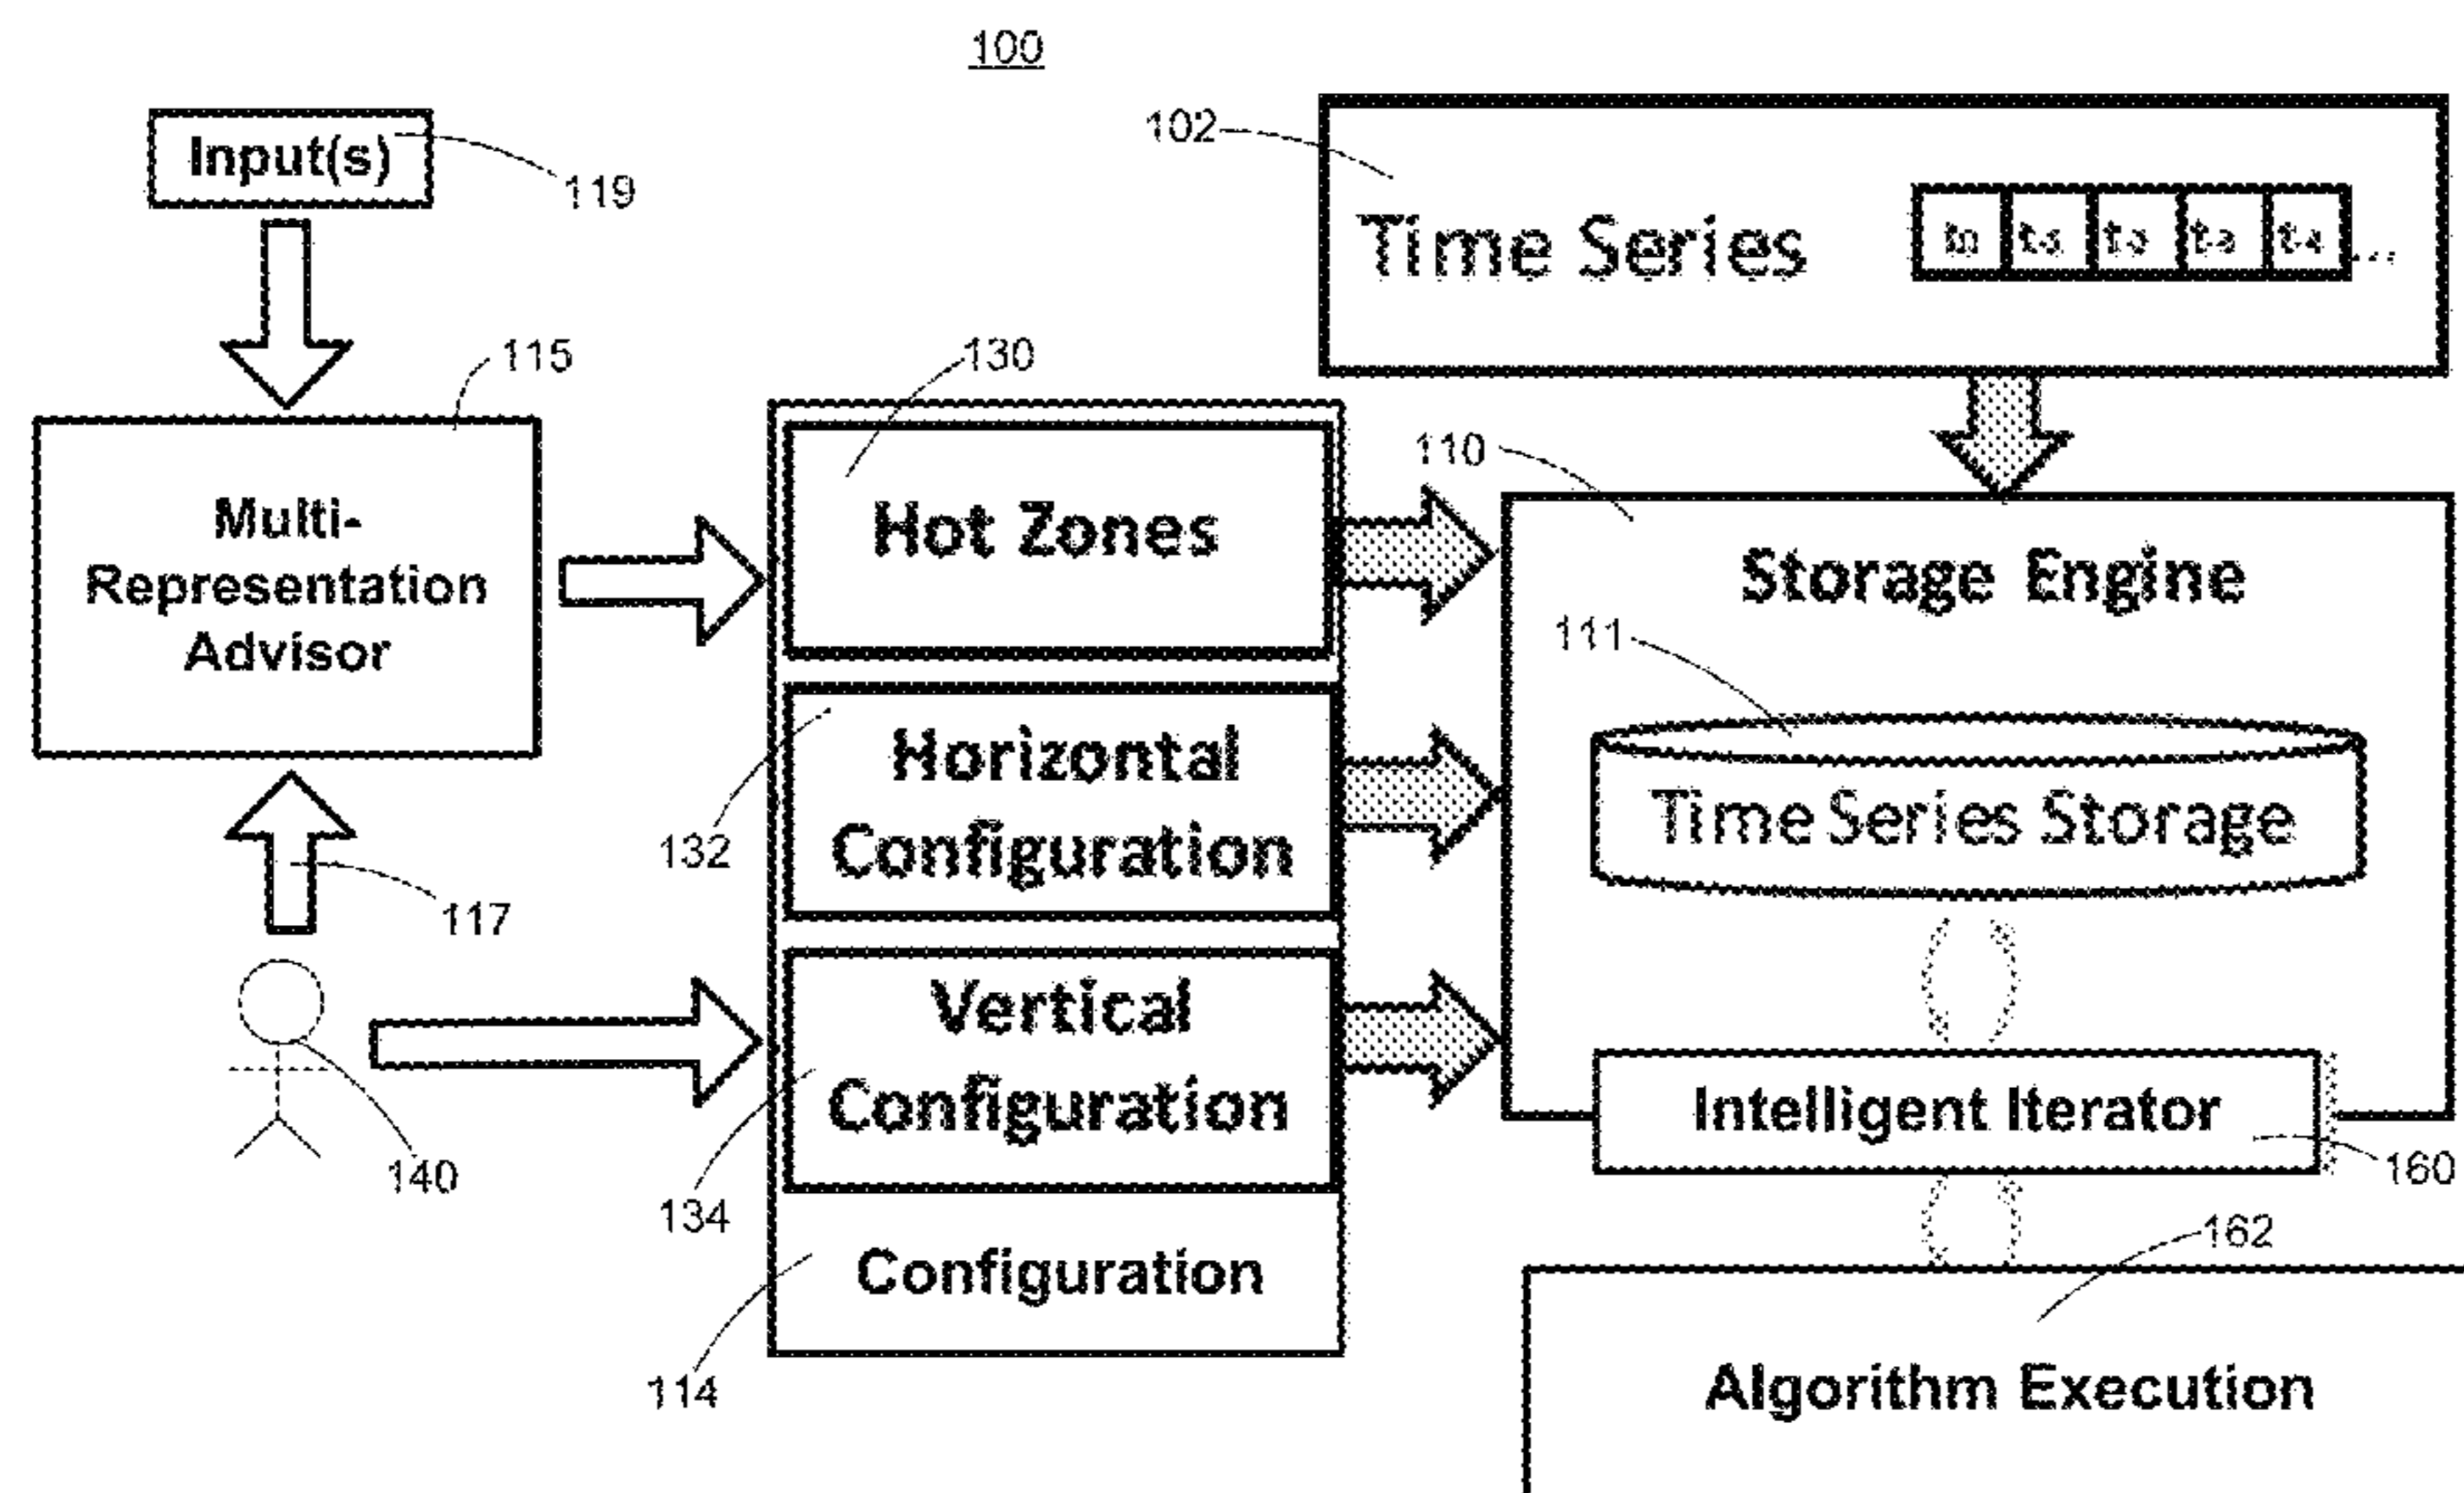 100
Input(s)
119
102
Time Series
115
130
110
Multi-
Representation
Advisor
Hot Zones
Storage Engine
111
132
Horizontal
Configuration
Time Series Storage
117
Vertical
Configuration
134
140
Intelligent Iterator
160
Configuration
114
162
Algorithm Execution